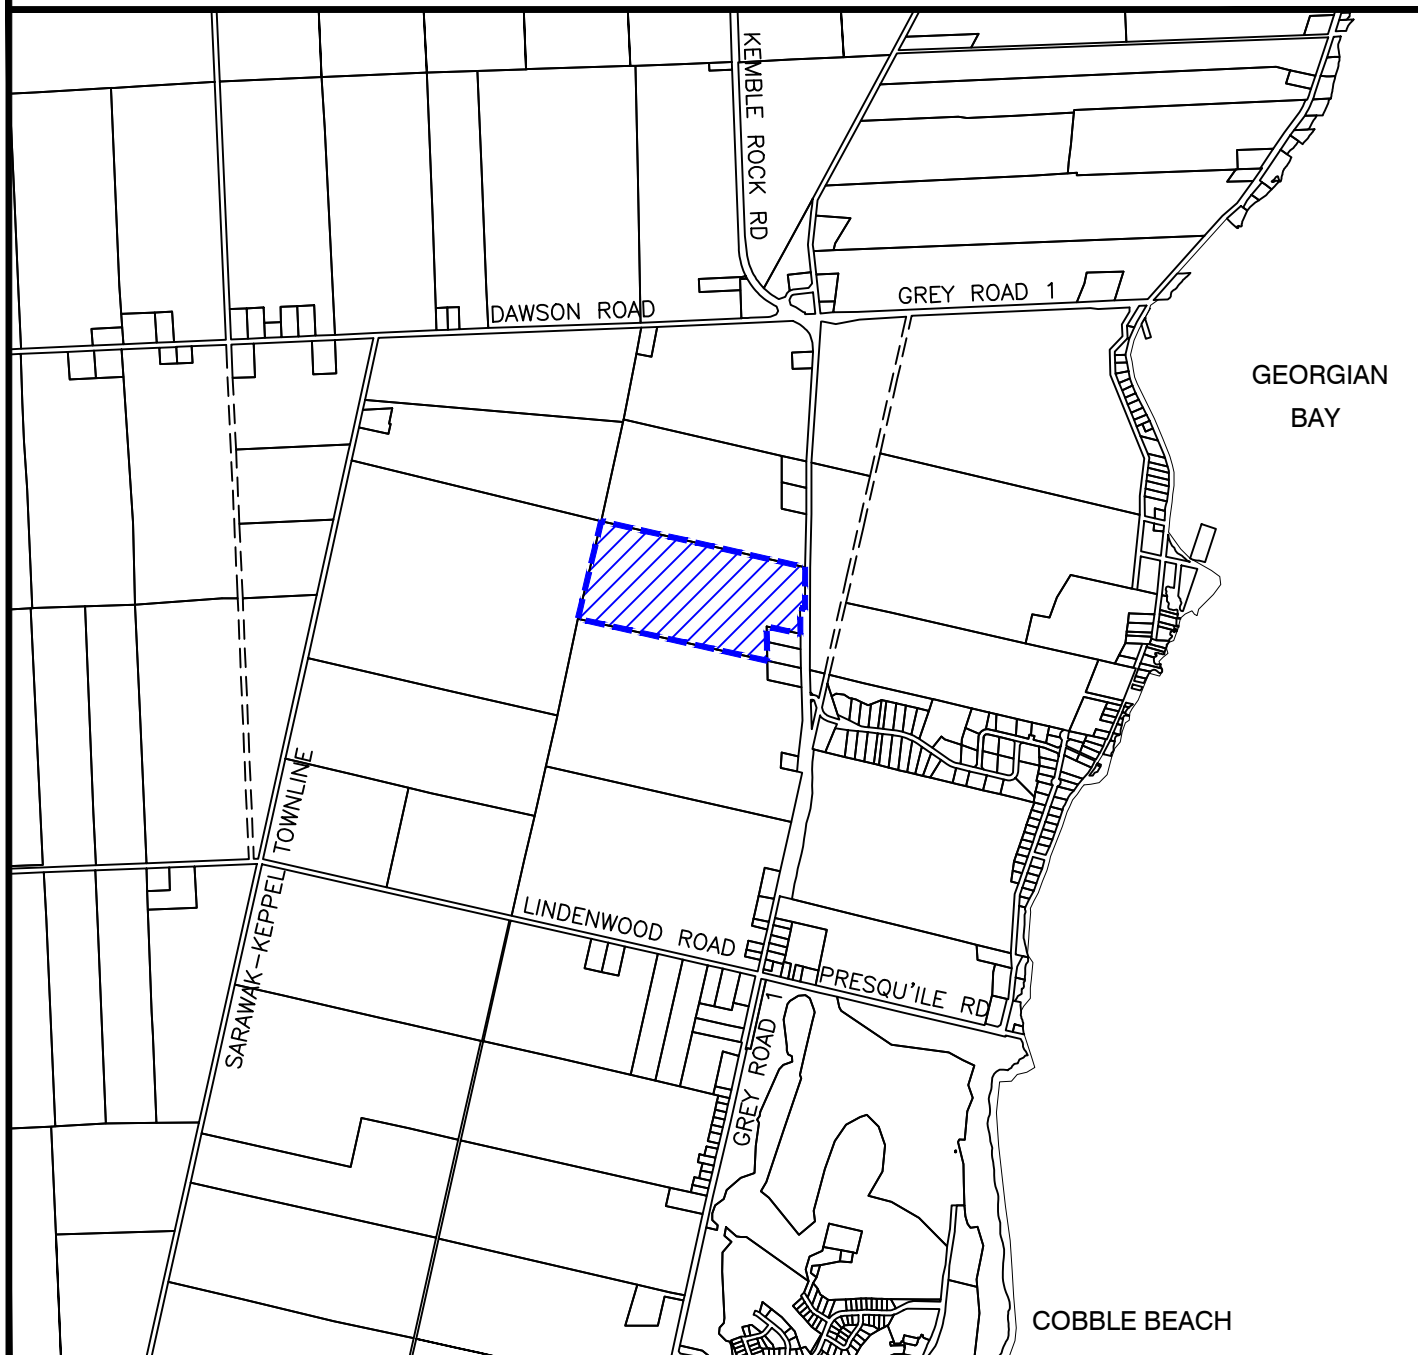 KEMBLE ROCK RD
GREY ROAD 1
DAWSON ROAD
GEORGIAN
BAY
SARAWAK-KEPPEL TOWNLINE
LINDENWOOD ROAD
PRESQU'ILE RD
GREY ROAD 1
COBBLE BEACH